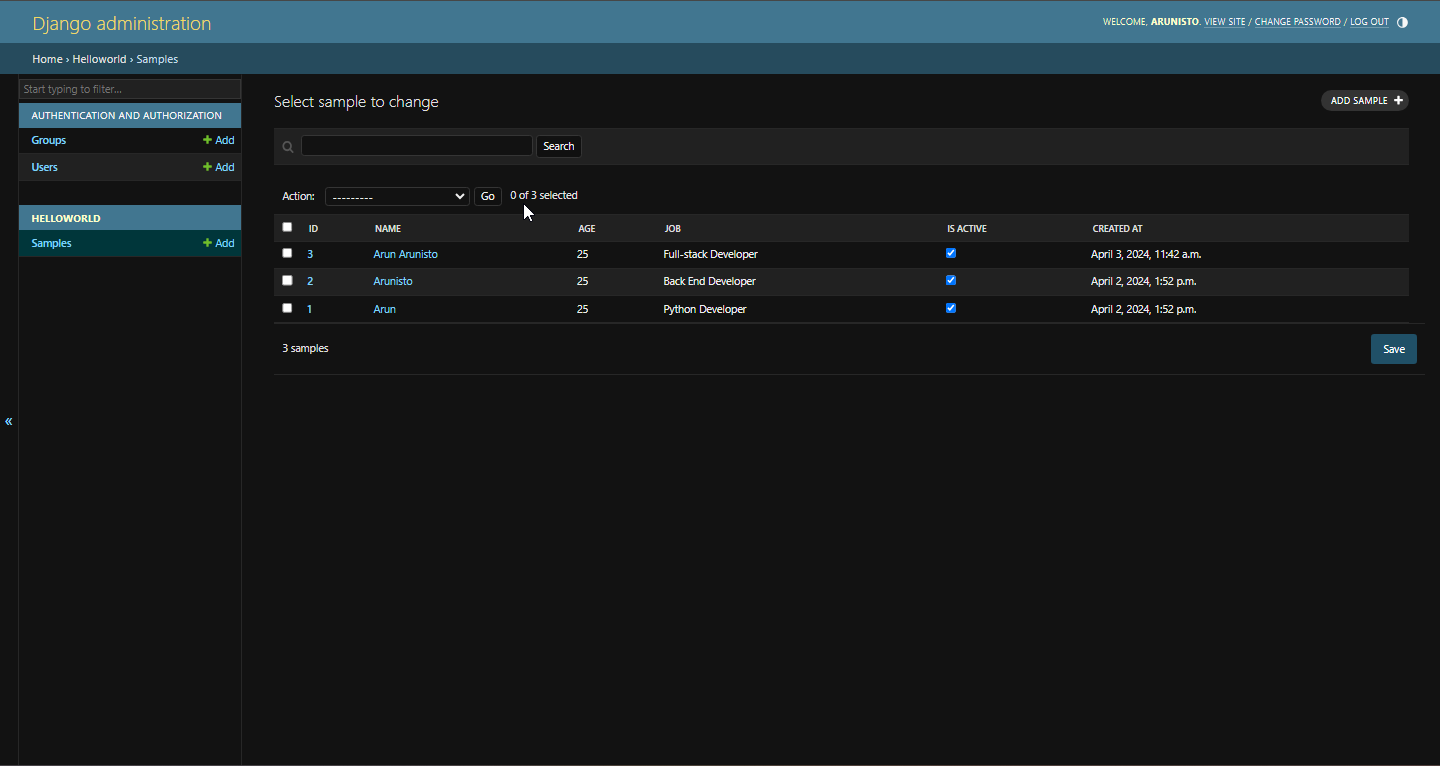 Django administration
WELCOME, ARUNISTO. VIEW SITE / CHANGE PASSWORD / LOG OUT
Home › Helloworld › Samples
Start typing to filter...
AUTHENTICATION AND AUTHORIZATION
Groups + Add
Users + Add
HELLOWORLD
Samples + Add
«
Select sample to change
ADD SAMPLE +
Search
Action: --------- Go 0 of 3 selected
ID NAME AGE JOB IS ACTIVE CREATED AT
3 Arun Arunisto 25 Full-stack Developer April 3, 2024, 11:42 a.m.
2 Arunisto 25 Back End Developer April 2, 2024, 1:52 p.m.
1 Arun 25 Python Developer April 2, 2024, 1:52 p.m.
3 samples
Save